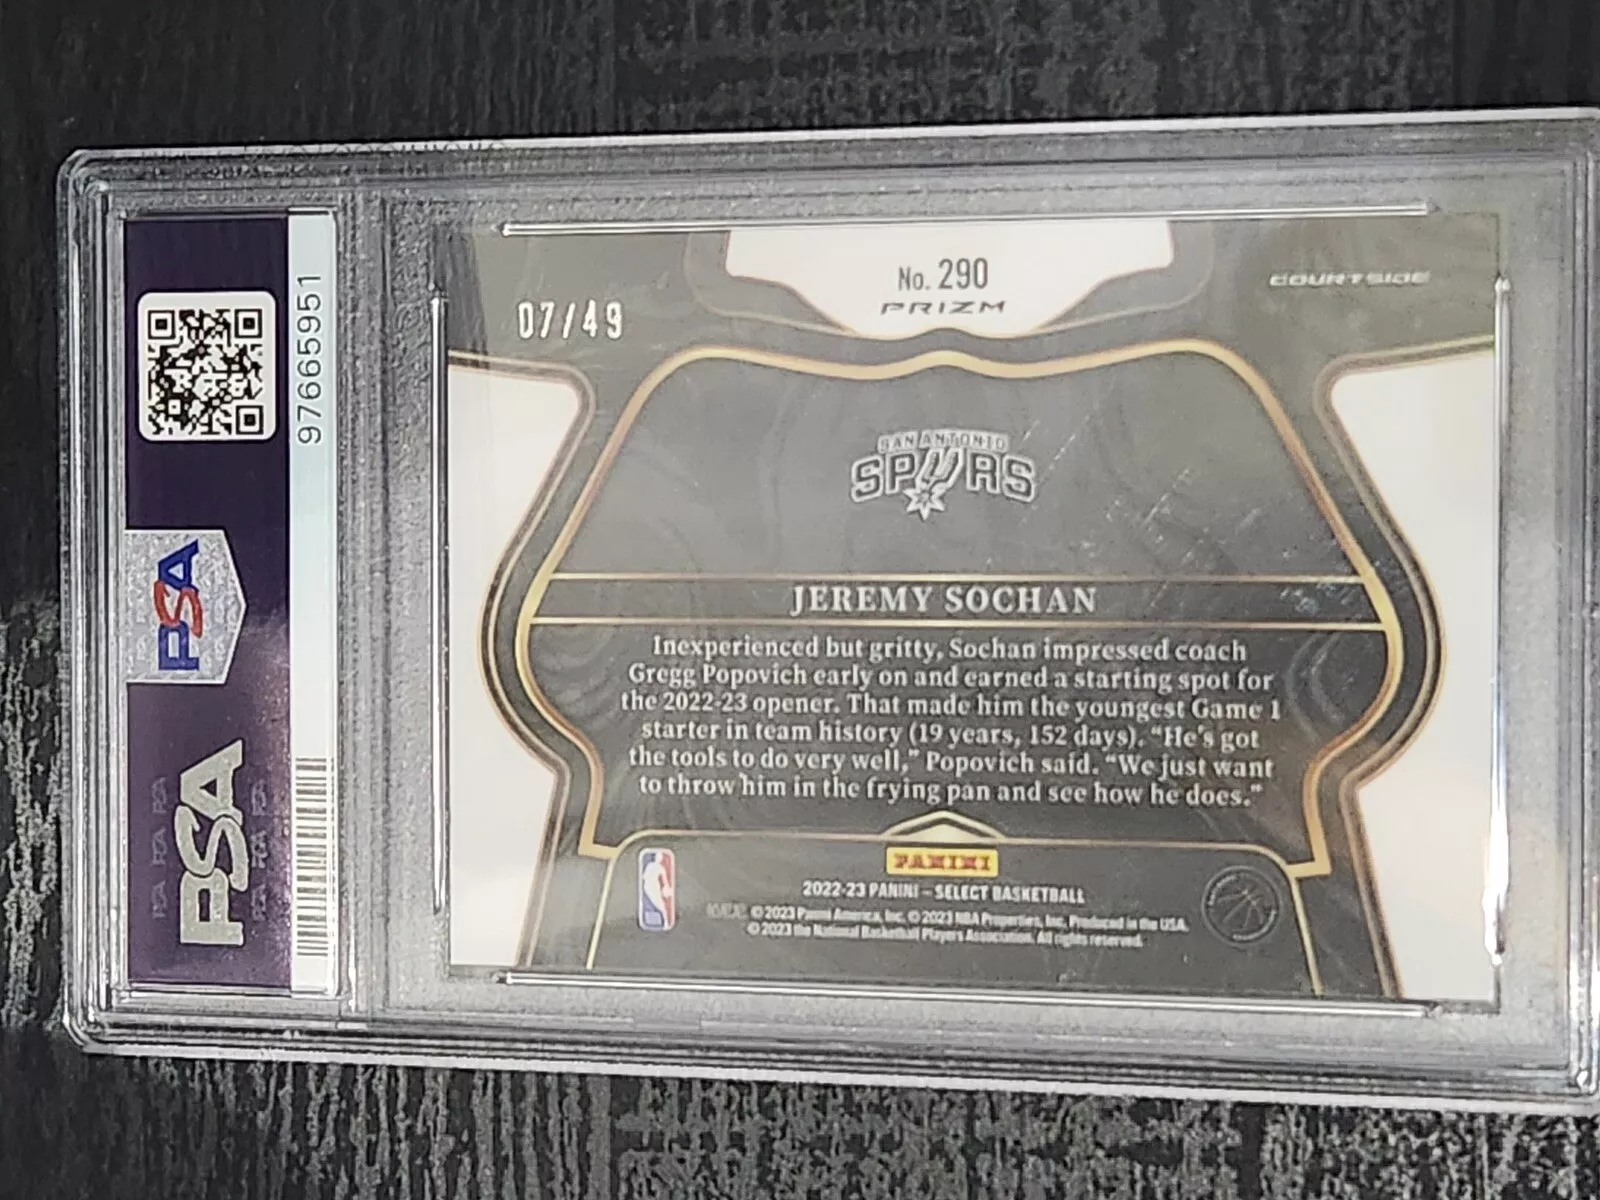 97665951
PSA
PSA
07/49
No. 290
PRIZM
COURTSIDE
SAN ANTONIO
SPURS
JEREMY SOCHAN
Inexperienced but gritty, Sochan impressed coach
Gregg Popovich early on and earned a starting spot for
the 2022-23 opener. That made him the youngest Game 1
starter in team history (19 years, 152 days). “He's got
the tools to do very well,” Popovich said. “We just want
to throw him in the frying pan and see how he does.”
PANINI
2022-23 PANINI – SELECT BASKETBALL
© 2023 Panini America, Inc. © 2023 NBA Properties, Inc. Produced in the USA.
© 2023 the National Basketball Players Association. All rights reserved.